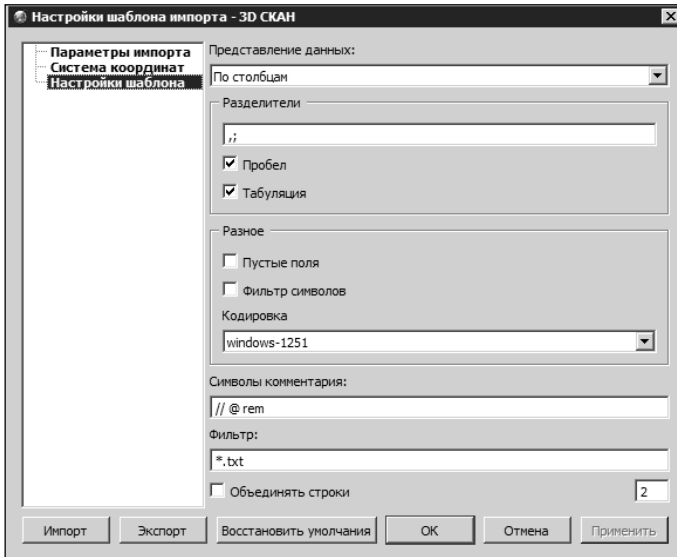 Настройки шаблона импорта - 3D СКАН
Параметры импорта
Система координат
Настройки шаблона
Представление данных:
По столбцам
Разделители
,;
Пробел
Табуляция
Разное
Пустые поля
Фильтр символов
Кодировка
windows-1251
Символы комментария:
// @ rem
Фильтр:
*.txt
Объединять строки 2
Импорт Экспорт Восстановить умолчания OK Отмена Применить